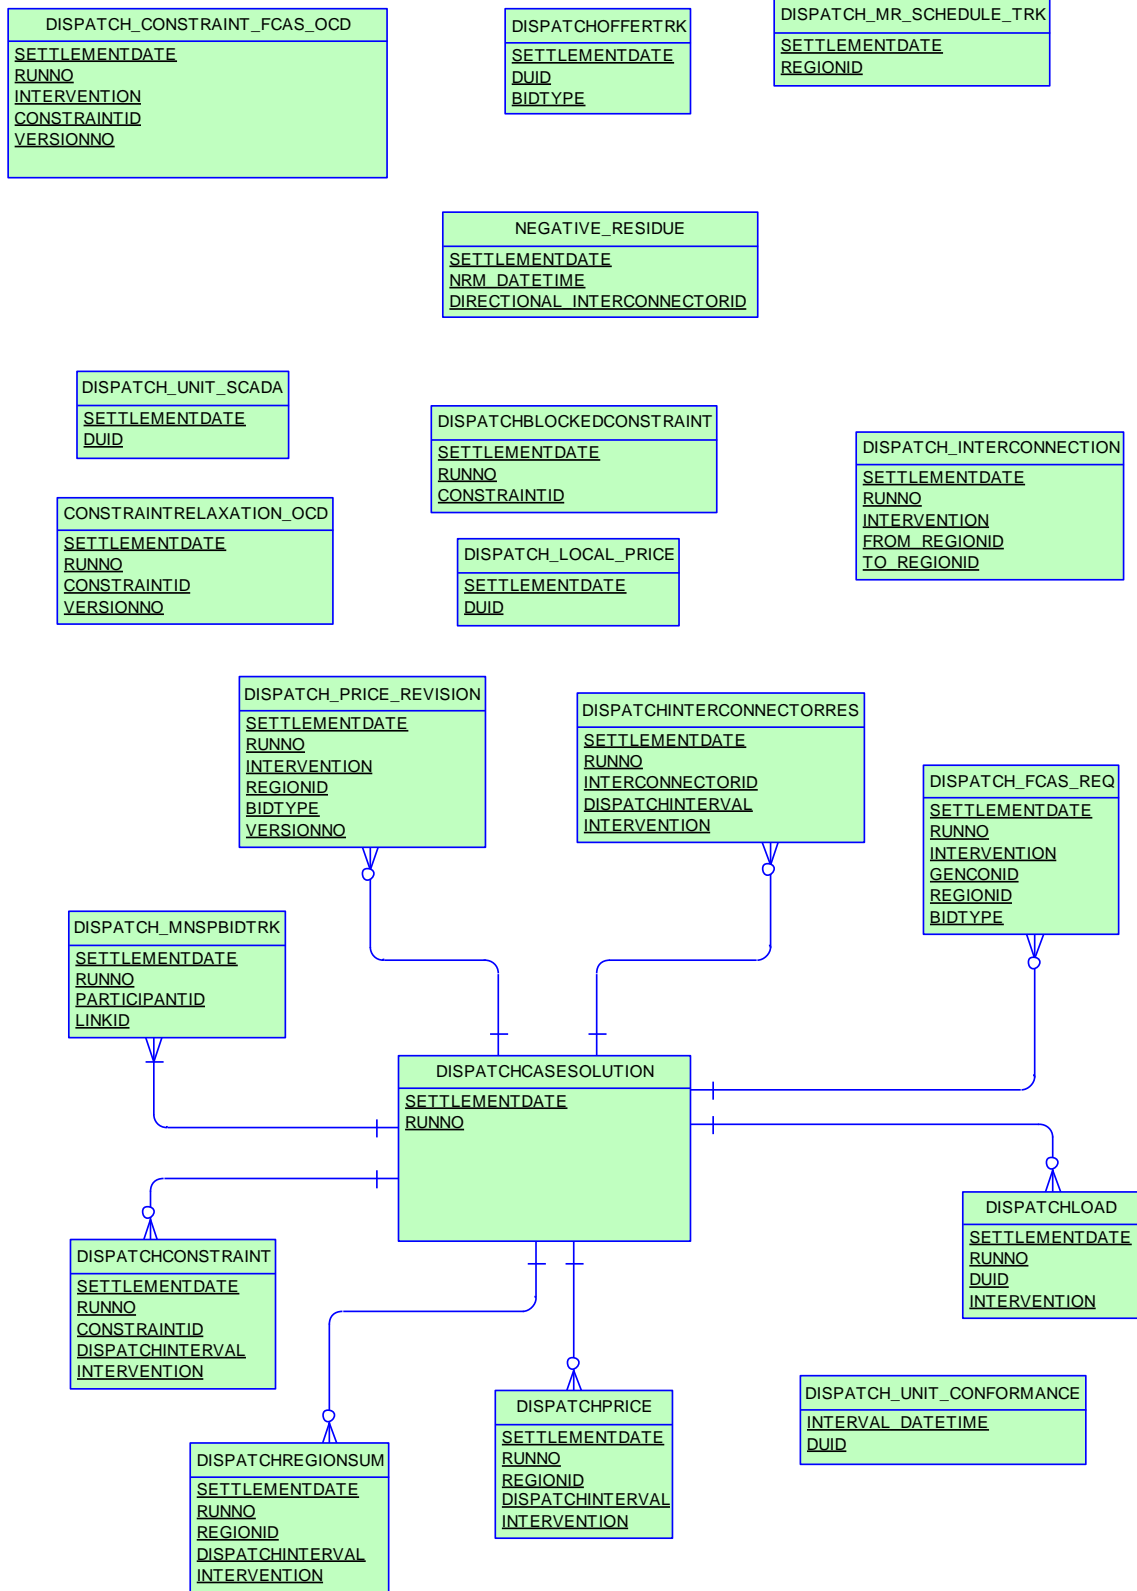 DISPATCH_CONSTRAINT_FCAS_OCD
SETTLEMENTDATE
RUNNO
INTERVENTION
CONSTRAINTID
VERSIONNO
DISPATCHOFFERTRK
SETTLEMENTDATE
DUID
BIDTYPE
DISPATCH_MR_SCHEDULE_TRK
SETTLEMENTDATE
REGIONID
NEGATIVE_RESIDUE
SETTLEMENTDATE
NRM_DATETIME
DIRECTIONAL_INTERCONNECTORID
DISPATCH_UNIT_SCADA
SETTLEMENTDATE
DUID
DISPATCHBLOCKEDCONSTRAINT
SETTLEMENTDATE
RUNNO
CONSTRAINTID
DISPATCH_INTERCONNECTION
SETTLEMENTDATE
RUNNO
INTERVENTION
FROM_REGIONID
TO_REGIONID
CONSTRAINTRELAXATION_OCD
SETTLEMENTDATE
RUNNO
CONSTRAINTID
VERSIONNO
DISPATCH_LOCAL_PRICE
SETTLEMENTDATE
DUID
DISPATCH_PRICE_REVISION
SETTLEMENTDATE
RUNNO
INTERVENTION
REGIONID
BIDTYPE
VERSIONNO
DISPATCHINTERCONNECTORRES
SETTLEMENTDATE
RUNNO
INTERCONNECTORID
DISPATCHINTERVAL
INTERVENTION
DISPATCH_FCAS_REQ
SETTLEMENTDATE
RUNNO
INTERVENTION
GENCONID
REGIONID
BIDTYPE
DISPATCH_MNSPBIDTRK
SETTLEMENTDATE
RUNNO
PARTICIPANTID
LINKID
DISPATCHCASESOLUTION
SETTLEMENTDATE
RUNNO
DISPATCHLOAD
SETTLEMENTDATE
RUNNO
DUID
INTERVENTION
DISPATCHCONSTRAINT
SETTLEMENTDATE
RUNNO
CONSTRAINTID
DISPATCHINTERVAL
INTERVENTION
DISPATCH_UNIT_CONFORMANCE
INTERVAL_DATETIME
DUID
DISPATCHPRICE
SETTLEMENTDATE
RUNNO
REGIONID
DISPATCHINTERVAL
INTERVENTION
DISPATCHREGIONSUM
SETTLEMENTDATE
RUNNO
REGIONID
DISPATCHINTERVAL
INTERVENTION